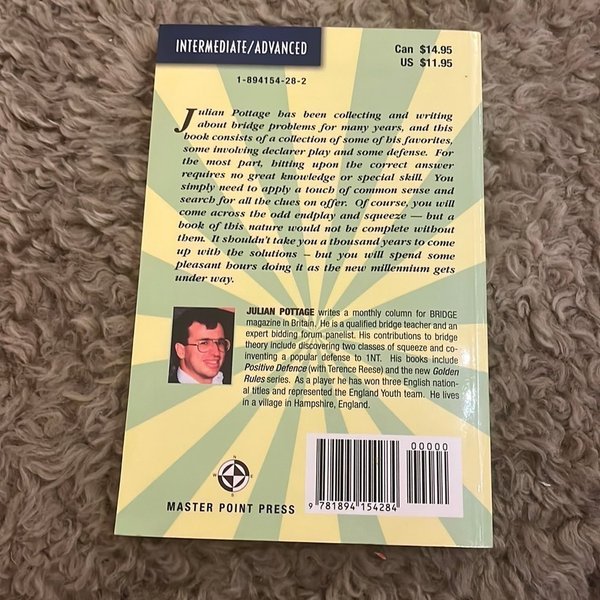 INTERMEDIATE/ADVANCED
Can $14.95
US $11.95
1-894154-28-2
Julian Pottage has been collecting and writing
about bridge problems for many years, and this
book consists of a collection of some of his favorites,
some involving declarer play and some defense. For
the most part, hitting upon the correct answer
requires no great knowledge or special skill. You
simply need to apply a touch of common sense and
search for all the clues on offer. Of course, you will
come across the odd endplay and squeeze — but a
book of this nature would not be complete without
them. It shouldn't take you a thousand years to come
up with the solutions – but you will spend some
pleasant hours doing it as the new millennium gets
under way.
JULIAN POTTAGE writes a monthly column for BRIDGE
magazine in Britain. He is a qualified bridge teacher and an
expert bidding forum panelist. His contributions to bridge
theory include discovering two classes of squeeze and co-
inventing a popular defense to 1NT. His books include
Positive Defence (with Terence Reese) and the new Golden
Rules series. As a player he has won three English nation-
al titles and represented the England Youth team. He lives
in a village in Hampshire, England.
00000
N
W E
S
MASTER POINT PRESS
9 781894 154284